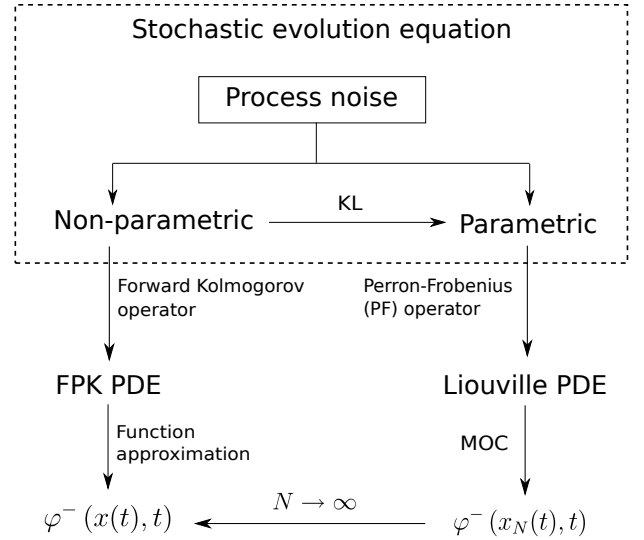 Stochastic evolution equation
Process noise
Non-parametric
KL
Parametric
Forward Kolmogorov
operator
Perron-Frobenius
(PF) operator
FPK PDE
Liouville PDE
Function
approximation
MOC
φ⁻ (x(t), t)
N → ∞
φ⁻ (x_N(t), t)